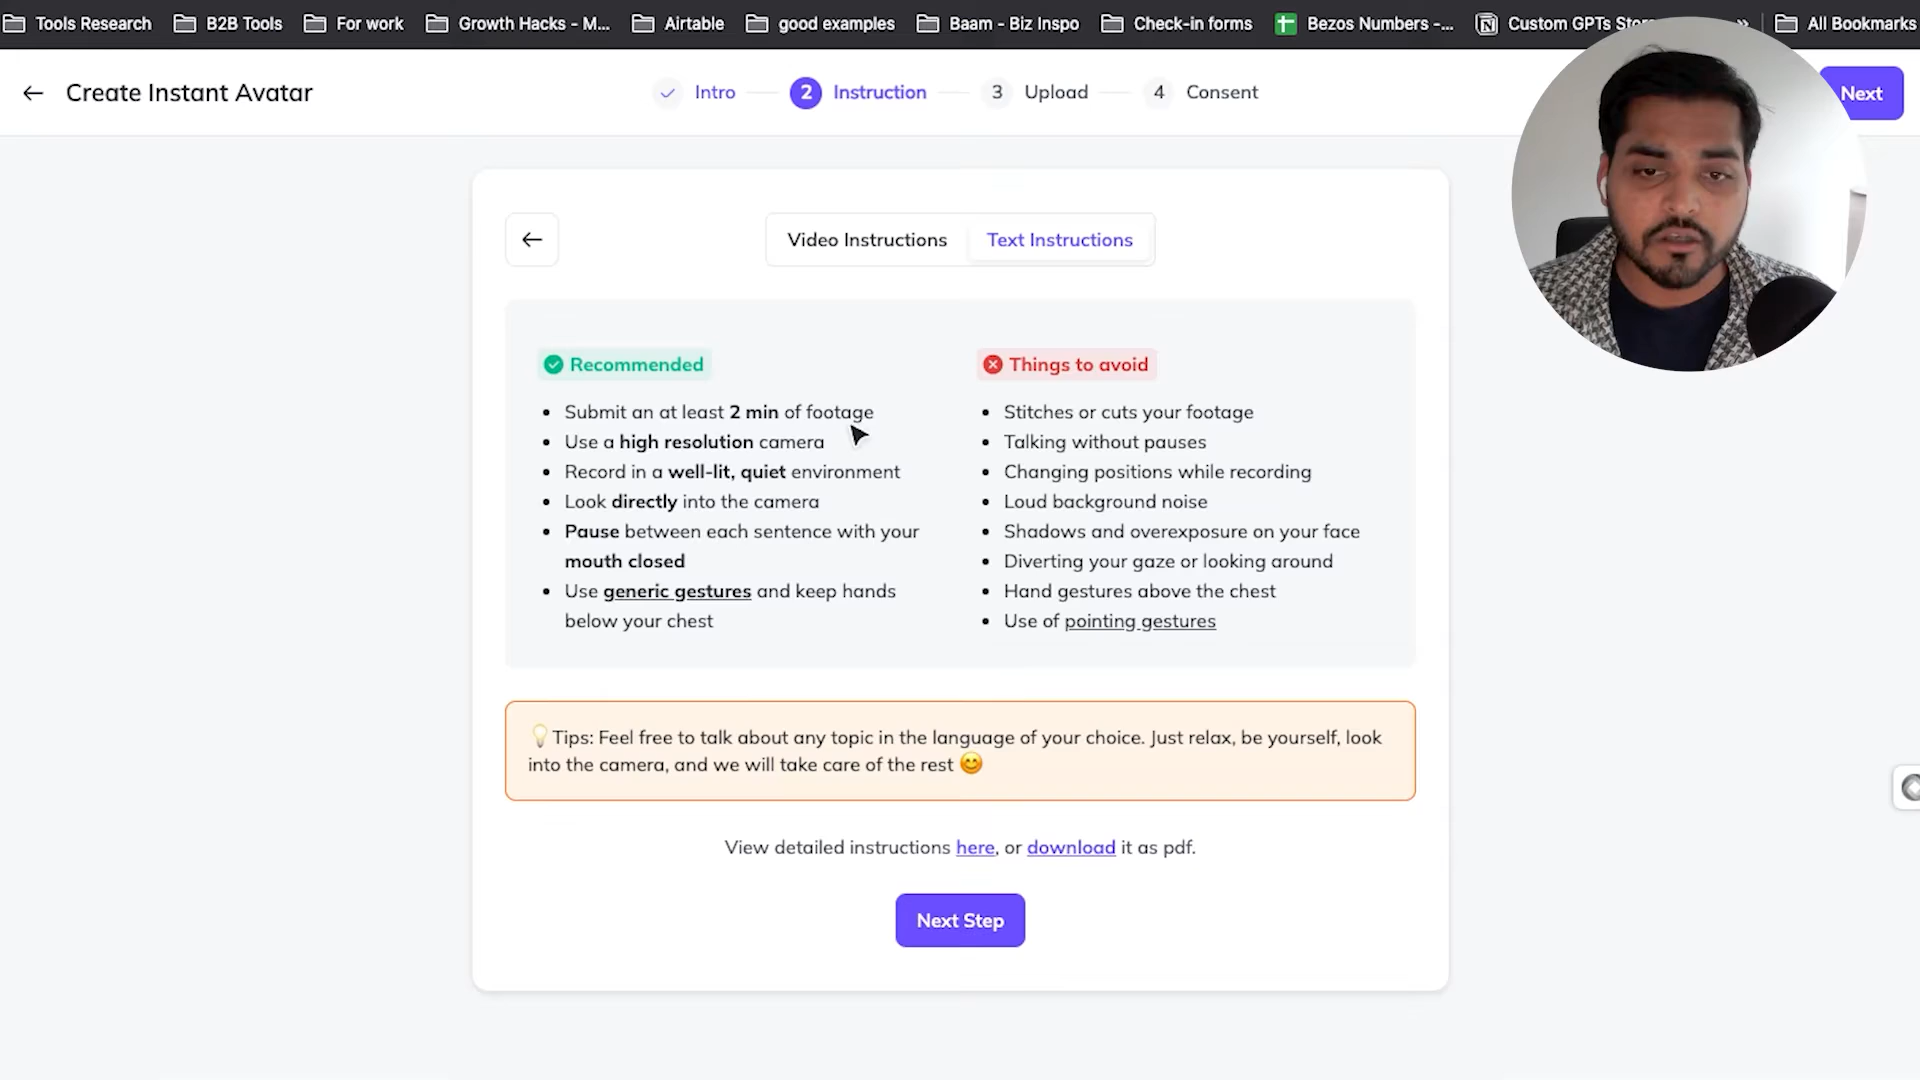 Tools Research B2B Tools For work Growth Hacks - M... Airtable good examples Baam - Biz Inspo Check-in forms Bezos Numbers -... Custom GPTs » All Bookmarks
Create Instant Avatar Intro 2 Instruction 3 Upload 4 Consent Next
Video Instructions Text Instructions
Recommended
Submit an at least 2 min of footage
Use a high resolution camera
Record in a well-lit, quiet environment
Look directly into the camera
Pause between each sentence with your
mouth closed
Use generic gestures and keep hands
below your chest
Things to avoid
Stitches or cuts your footage
Talking without pauses
Changing positions while recording
Loud background noise
Shadows and overexposure on your face
Diverting your gaze or looking around
Hand gestures above the chest
Use of pointing gestures
Tips: Feel free to talk about any topic in the language of your choice. Just relax, be yourself, look
into the camera, and we will take care of the rest 😊
View detailed instructions here, or download it as pdf.
Next Step